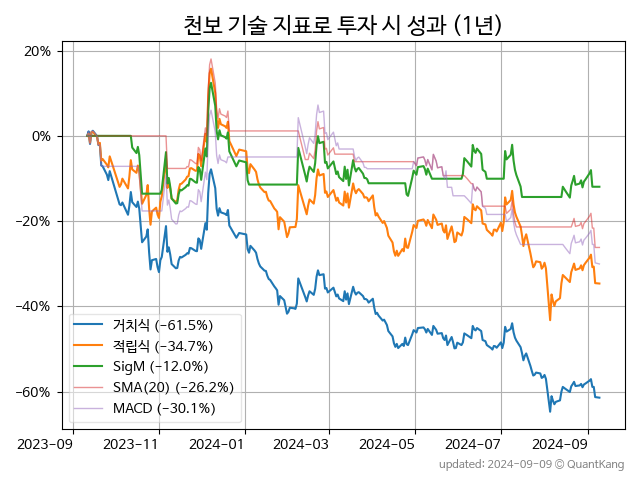 천보 기술 지표로 투자 시 성과 (1년)
20%
0%
−20%
−40%
−60%
거치식 (−61.5%)
적립식 (−34.7%)
SigM (−12.0%)
SMA(20) (−26.2%)
MACD (−30.1%)
2023-09
2023-11
2024-01
2024-03
2024-05
2024-07
2024-09
updated: 2024-09-09 © QuantKang